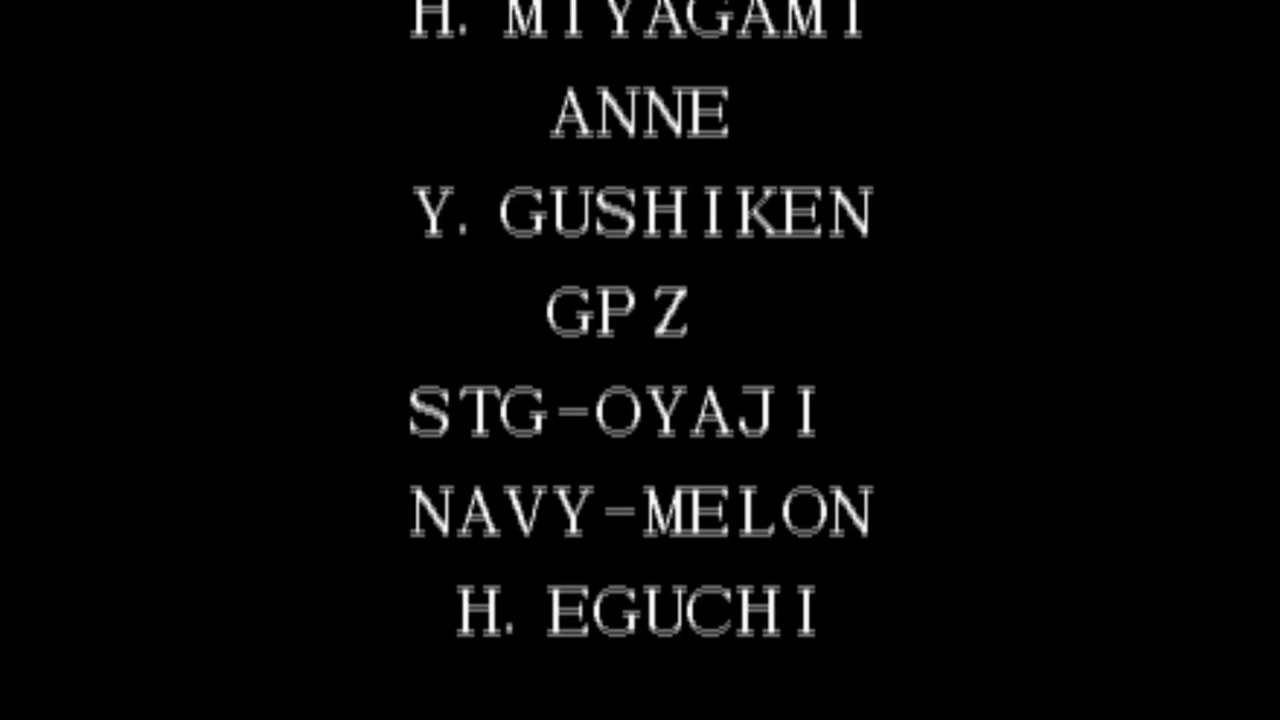 H. MIYAGAMI
ANNE
Y. GUSHIKEN
GPZ
STG-OYAJI
NAVY-MELON
H. EGUCHI